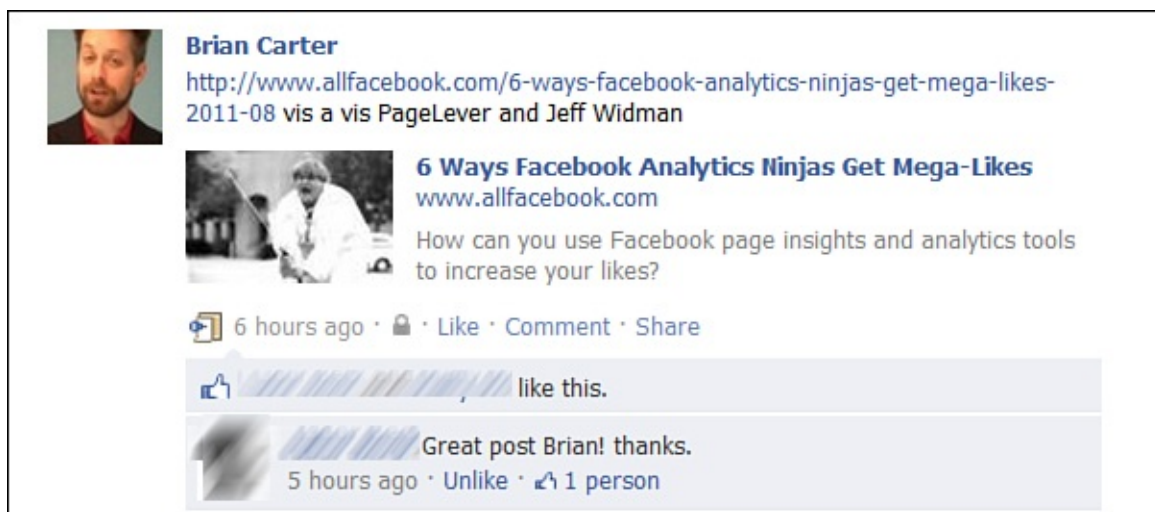 Brian Carter
http://www.allfacebook.com/6-ways-facebook-analytics-ninjas-get-mega-likes-
2011-08 vis a vis PageLever and Jeff Widman
6 Ways Facebook Analytics Ninjas Get Mega-Likes
www.allfacebook.com
How can you use Facebook page insights and analytics tools
to increase your likes?
6 hours ago · Like · Comment · Share
like this.
Great post Brian! thanks.
5 hours ago · Unlike · 1 person